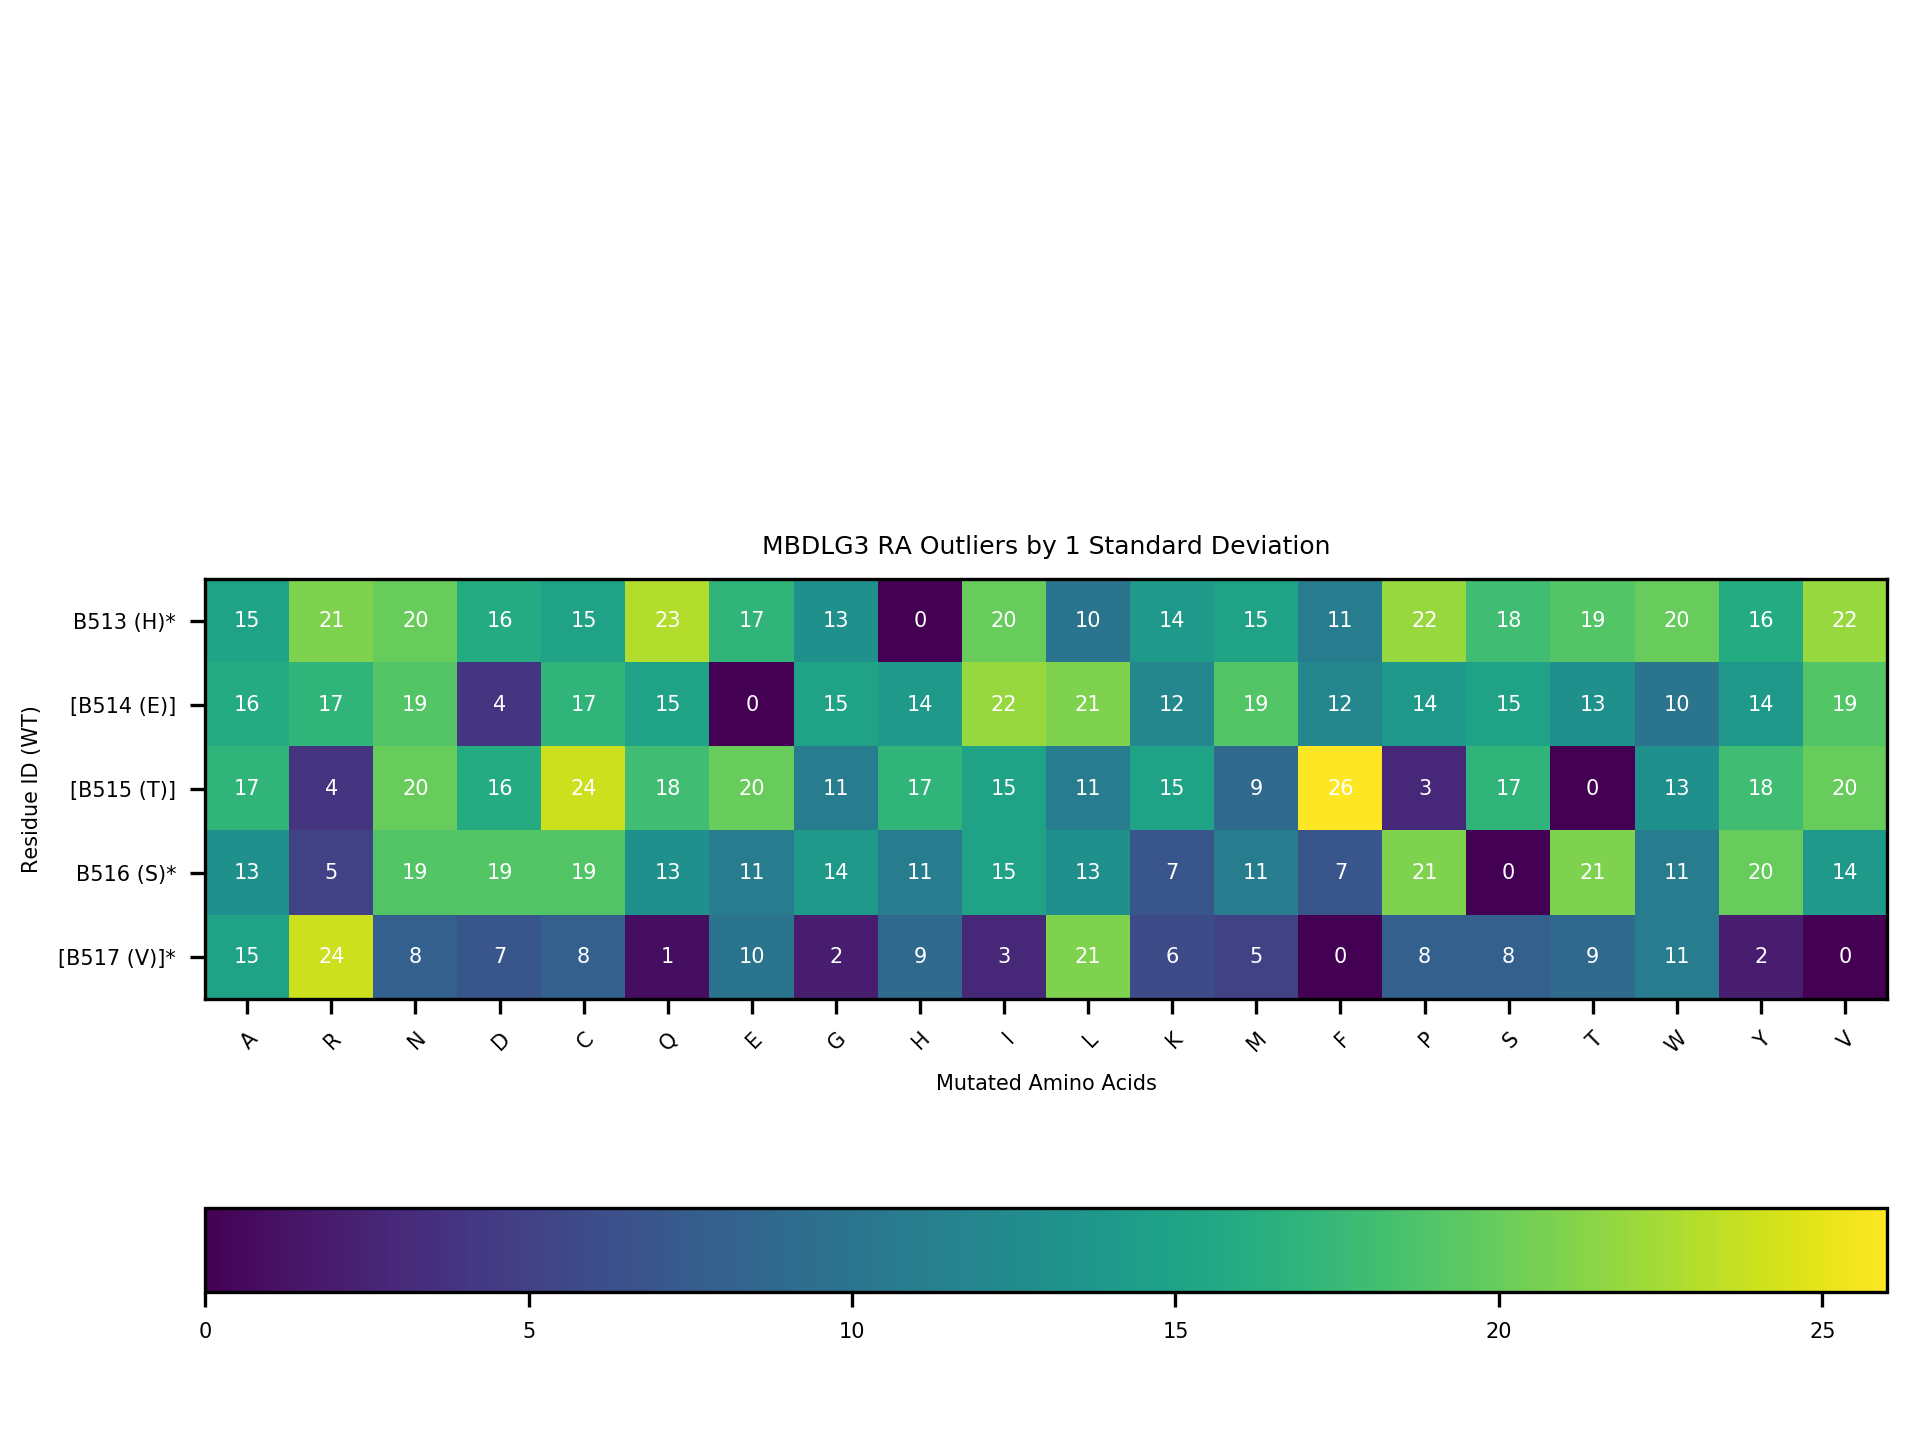 MBDLG3 RA Outliers by 1 Standard Deviation
Residue ID (WT)
B513 (H)* 15 21 20 16 15 23 17 13 0 20 10 14 15 11 22 18 19 20 16 22
[B514 (E)] 16 17 19 4 17 15 0 15 14 22 21 12 19 12 14 15 13 10 14 19
[B515 (T)] 17 4 20 16 24 18 20 11 17 15 11 15 9 26 3 17 0 13 18 20
B516 (S)* 13 5 19 19 19 13 11 14 11 15 13 7 11 7 21 0 21 11 20 14
[B517 (V)]* 15 24 8 7 8 1 10 2 9 3 21 6 5 0 8 8 9 11 2 0
A R N D C Q E G H I L K M F P S T W Y V
Mutated Amino Acids
0 5 10 15 20 25